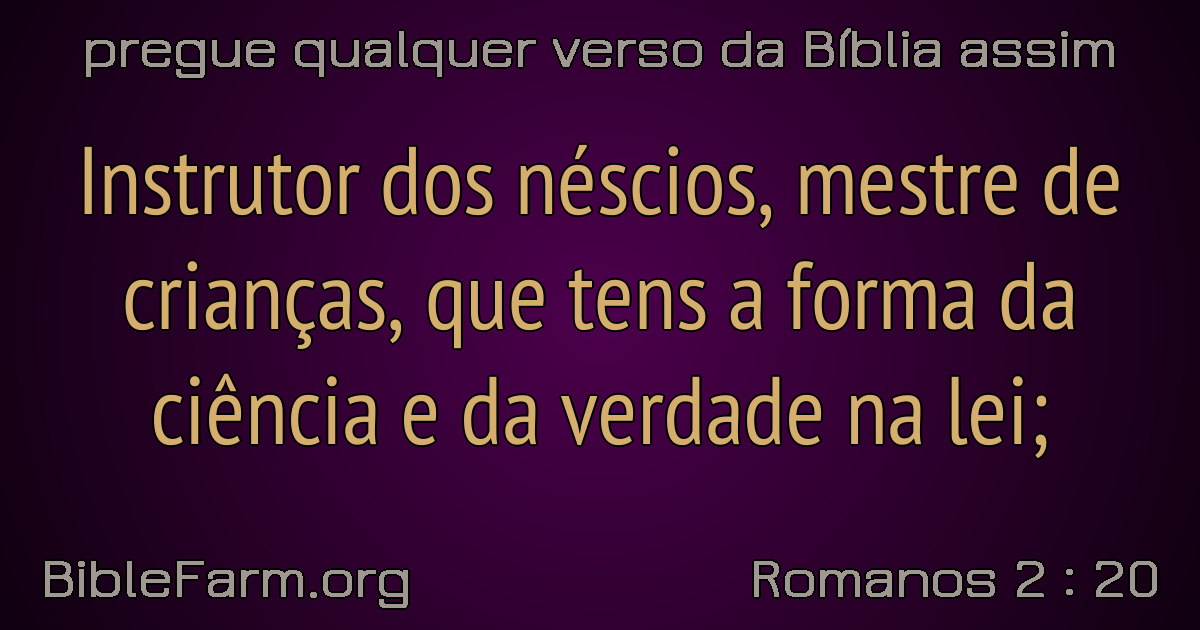 pregue qualquer verso da Bíblia assim
Instrutor dos néscios, mestre de
crianças, que tens a forma da
ciência e da verdade na lei;
BibleFarm.org
Romanos 2 : 20